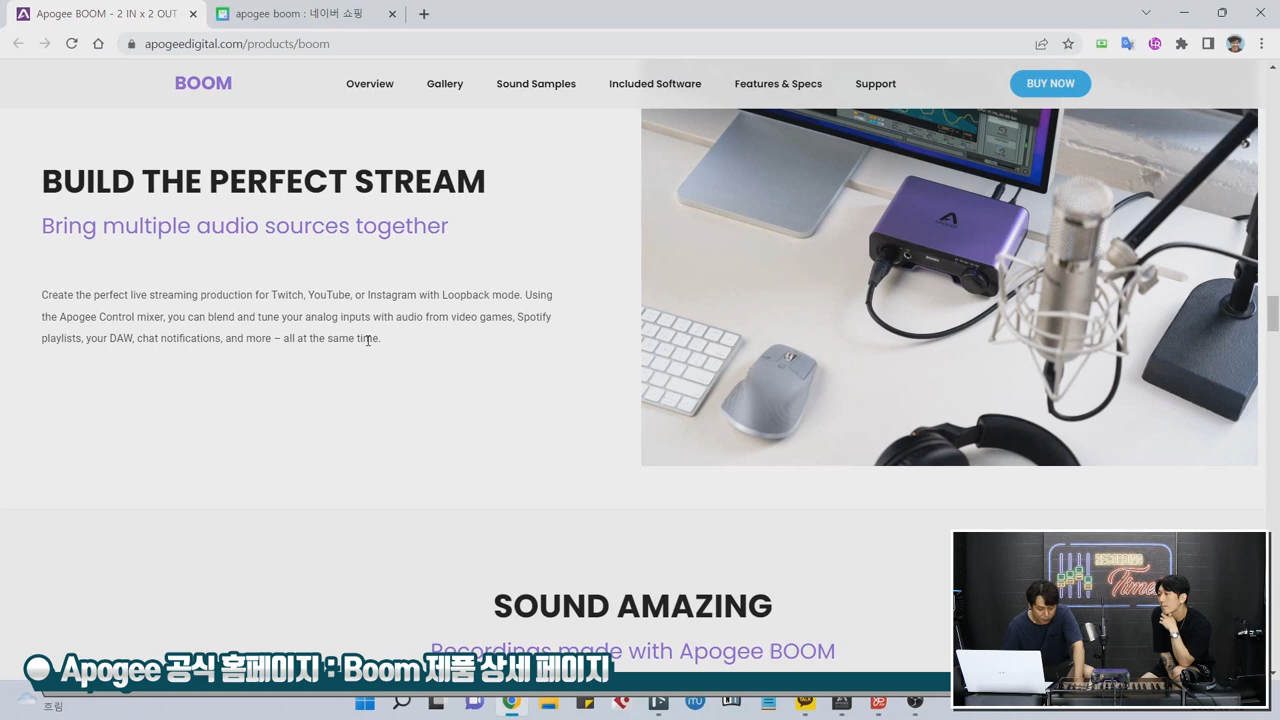 Apogee BOOM - 2 IN x 2 OUT
apogee boom : 네이버 쇼핑
apogeedigital.com/products/boom
BOOM
Overview
Gallery
Sound Samples
Included Software
Features & Specs
Support
BUY NOW
BUILD THE PERFECT STREAM
Bring multiple audio sources together
Create the perfect live streaming production for Twitch, YouTube, or Instagram with Loopback mode. Using
the Apogee Control mixer, you can blend and tune your analog inputs with audio from video games, Spotify
playlists, your DAW, chat notifications, and more – all at the same time.
SOUND AMAZING
Recordings made with Apogee BOOM
Apogee 공식 홈페이지 : Boom 제품 상세 페이지
흐림
RECORDING
Time